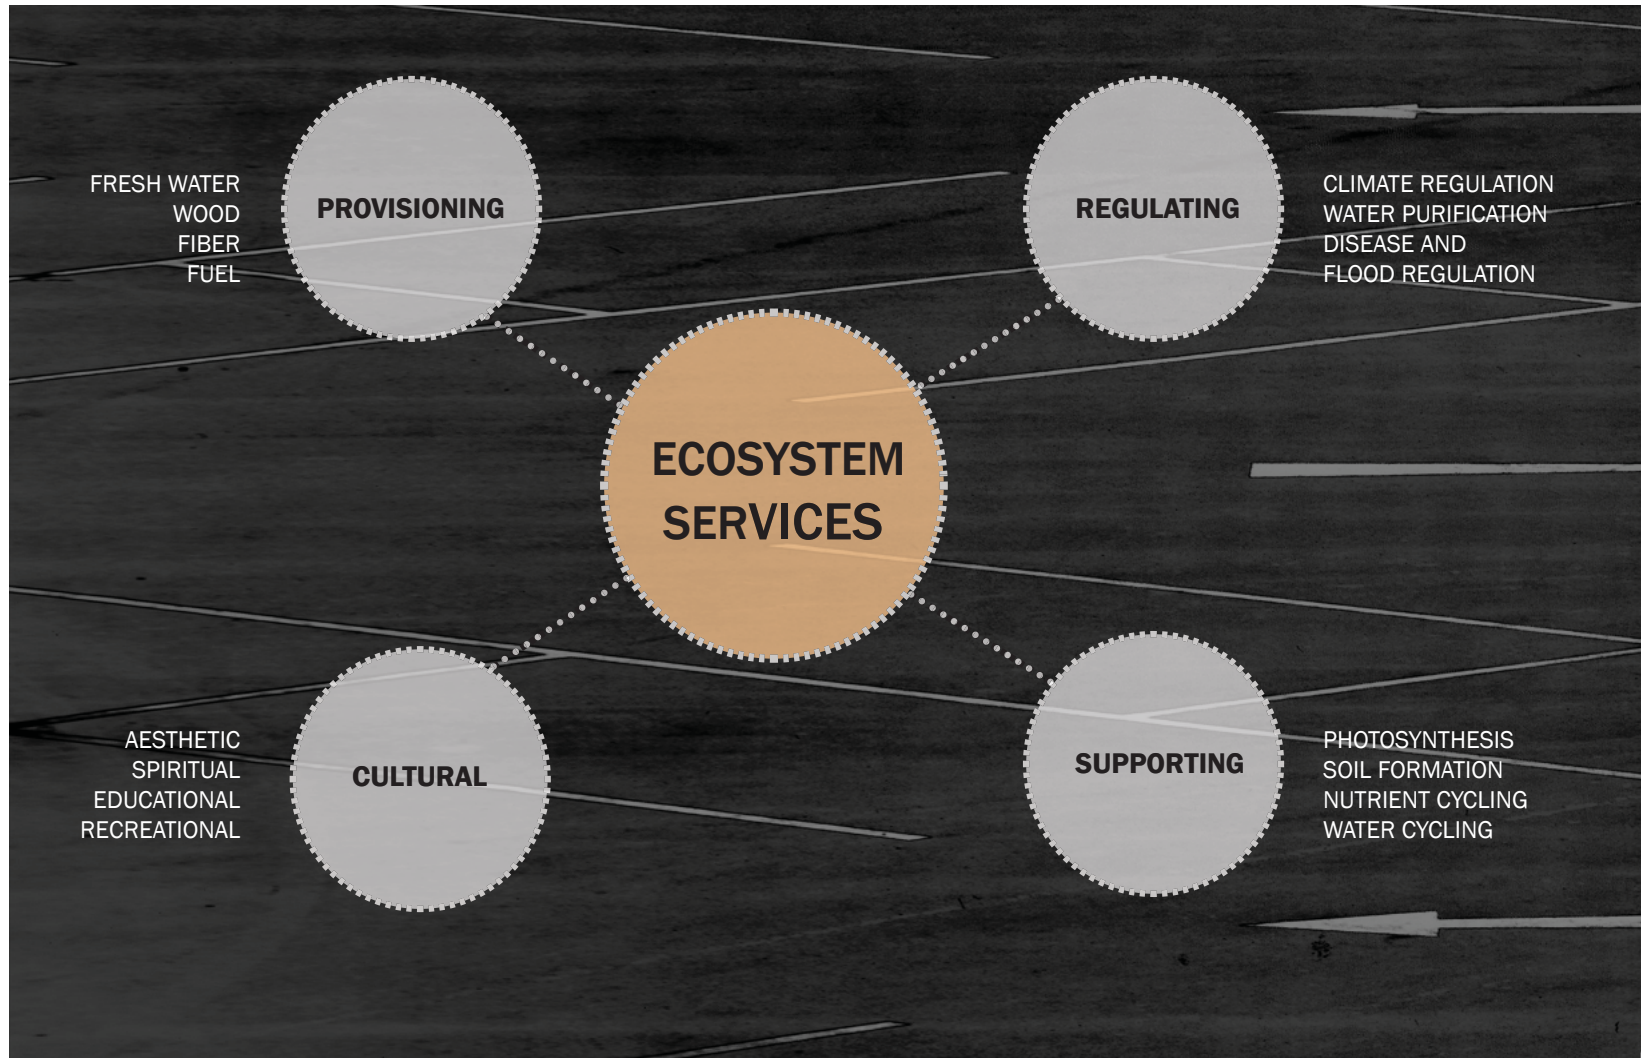 PROVISIONING
FRESH WATER
WOOD
FIBER
FUEL
REGULATING
CLIMATE REGULATION
WATER PURIFICATION
DISEASE AND
FLOOD REGULATION
ECOSYSTEM
SERVICES
CULTURAL
AESTHETIC
SPIRITUAL
EDUCATIONAL
RECREATIONAL
SUPPORTING
PHOTOSYNTHESIS
SOIL FORMATION
NUTRIENT CYCLING
WATER CYCLING